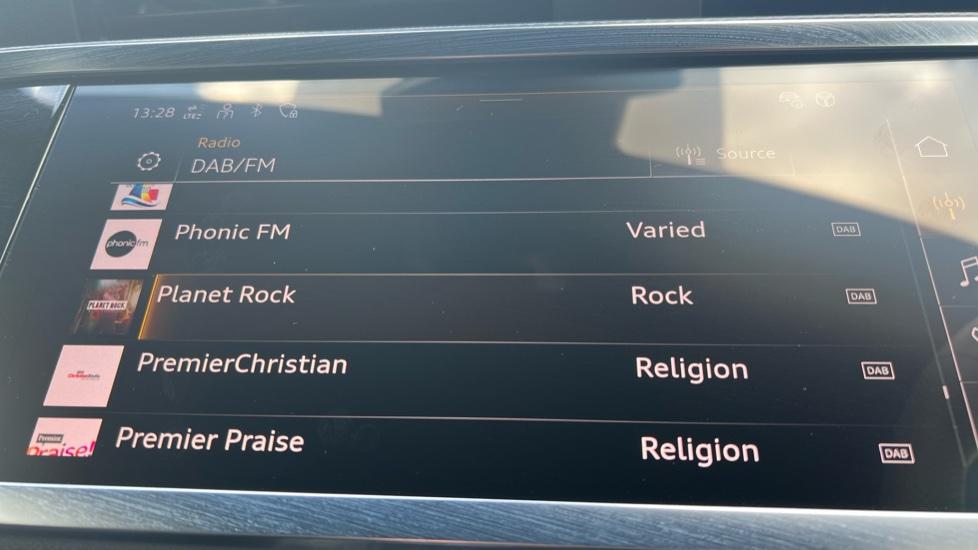 13:28 LTE
Radio
DAB/FM
Source
phonic fm
Phonic FM
Varied
DAB
PLANET ROCK
Planet Rock
Rock
DAB
PremierChristian
Religion
DAB
Premier
praise!
Premier Praise
Religion
DAB